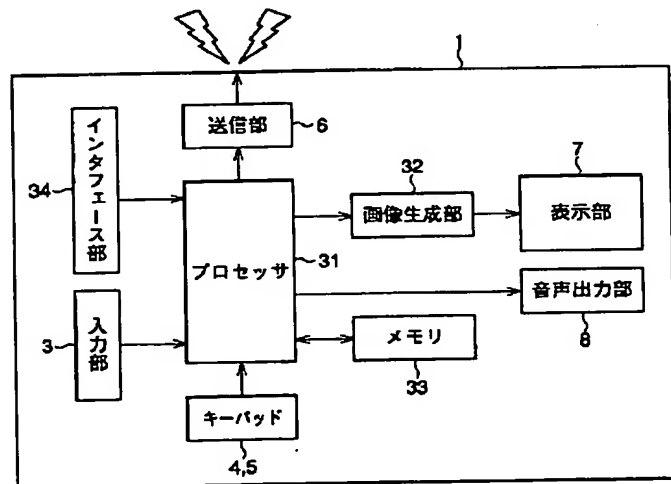 1
送信部
6
インタフェース部
34
プロセッサ
31
32
画像生成部
7
表示部
音声出力部
8
入力部
3
メモリ
33
キーパッド
4,5